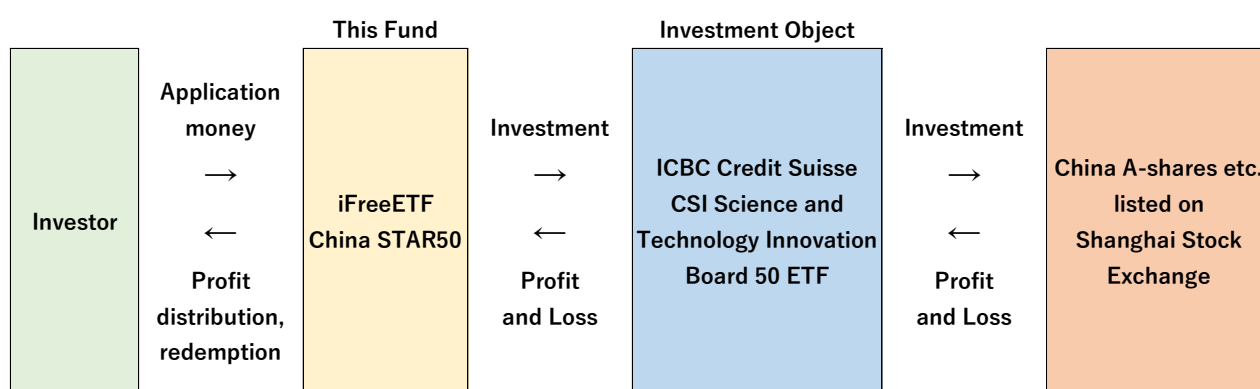 This Fund
Investment Object
Investor
Application
money
→
←
Profit
distribution,
redemption
iFreeETF
China STAR50
Investment
→
←
Profit
and Loss
ICBC Credit Suisse
CSI Science and
Technology Innovation
Board 50 ETF
Investment
→
←
Profit
and Loss
China A-shares etc.
listed on
Shanghai Stock
Exchange